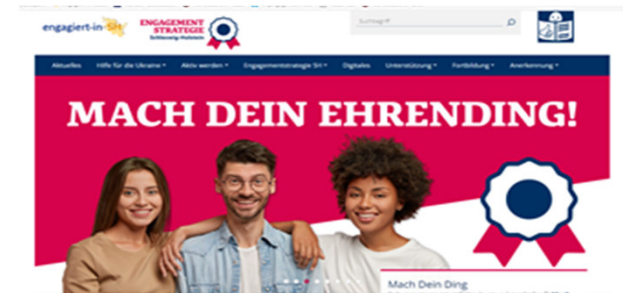 engagiert-in-SH
ENGAGEMENT
STRATEGIE
Schleswig-Holstein
Suchbegriff
Aktuelles Hilfe für die Ukraine Aktiv werden Engagementstrategie SH Digitales Unterstützung Fortbildung Anerkennung
MACH DEIN EHRENDING!
Mach Dein Ding